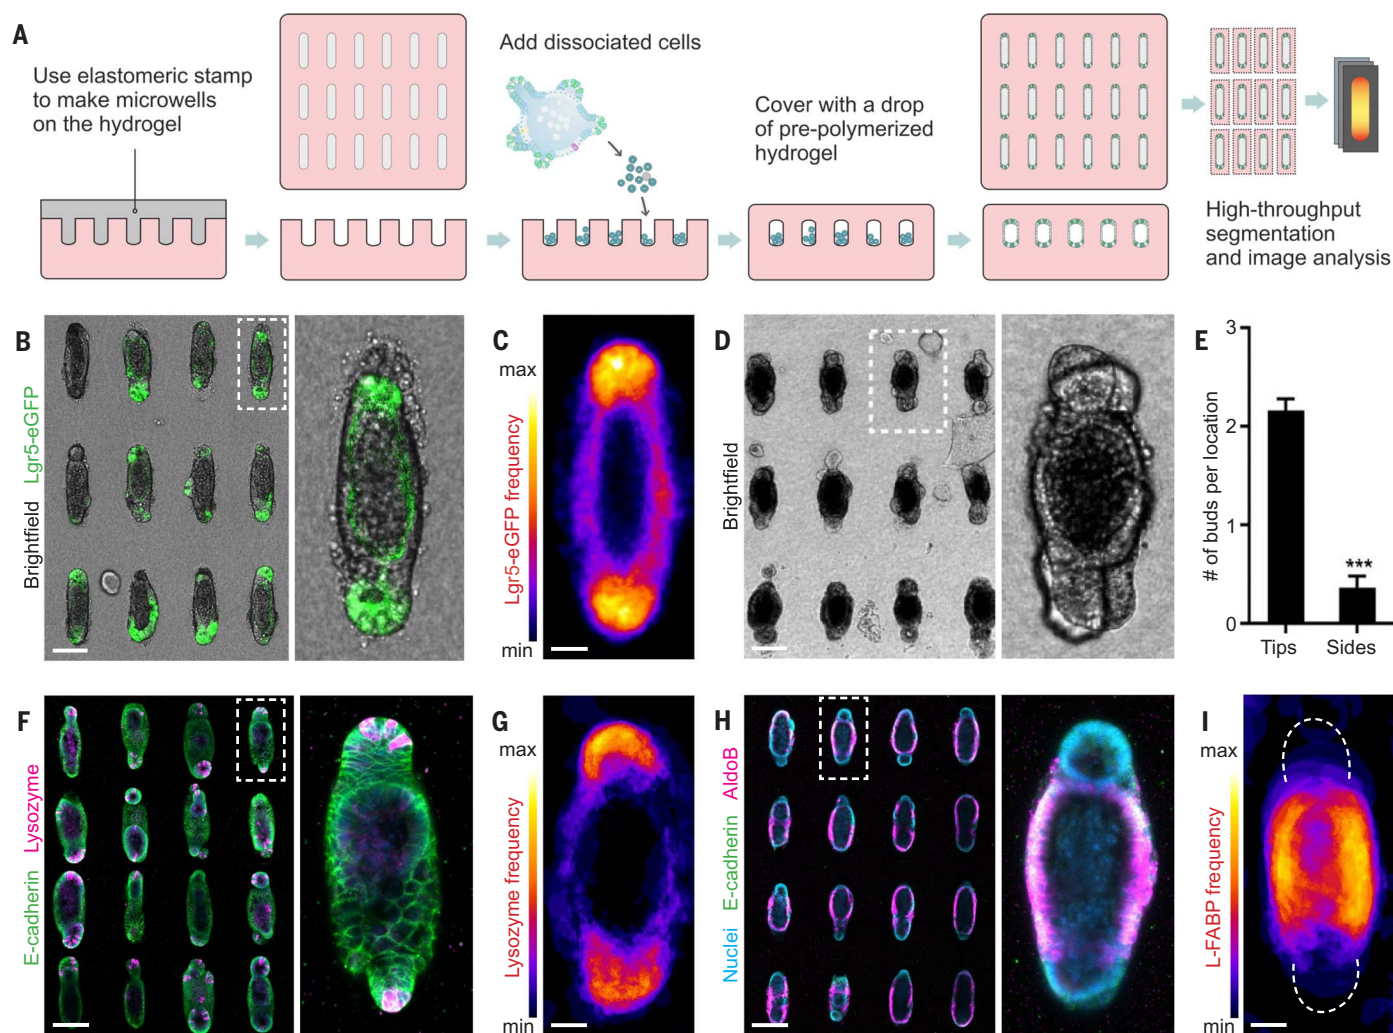 A
Use elastomeric stamp
to make microwells
on the hydrogel
Add dissociated cells
Cover with a drop
of pre-polymerized
hydrogel
High-throughput
segmentation
and image analysis
B
Brightfield Lgr5-eGFP
C
max
Lgr5-eGFP frequency
min
D
Brightfield
E
# of buds per location
3
2
1
0
***
Tips
Sides
F
E-cadherin Lysozyme
G
max
Lysozyme frequency
min
H
Nuclei E-cadherin AldoB
I
max
L-FABP frequency
min